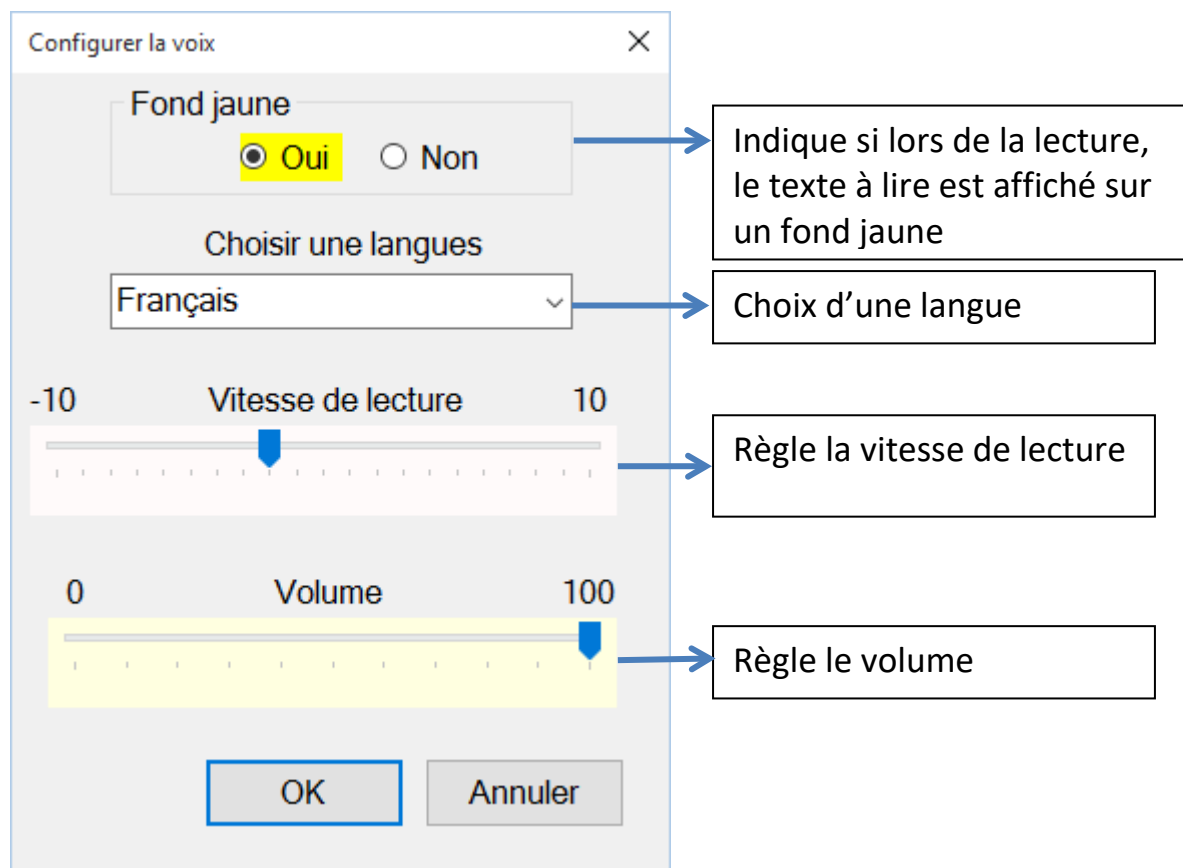 Configurer la voix
Fond jaune
Oui Non
Indique si lors de la lecture,
le texte à lire est affiché sur
un fond jaune
Choisir une langues
Français
Choix d’une langue
-10 Vitesse de lecture 10
Règle la vitesse de lecture
0 Volume 100
Règle le volume
OK Annuler